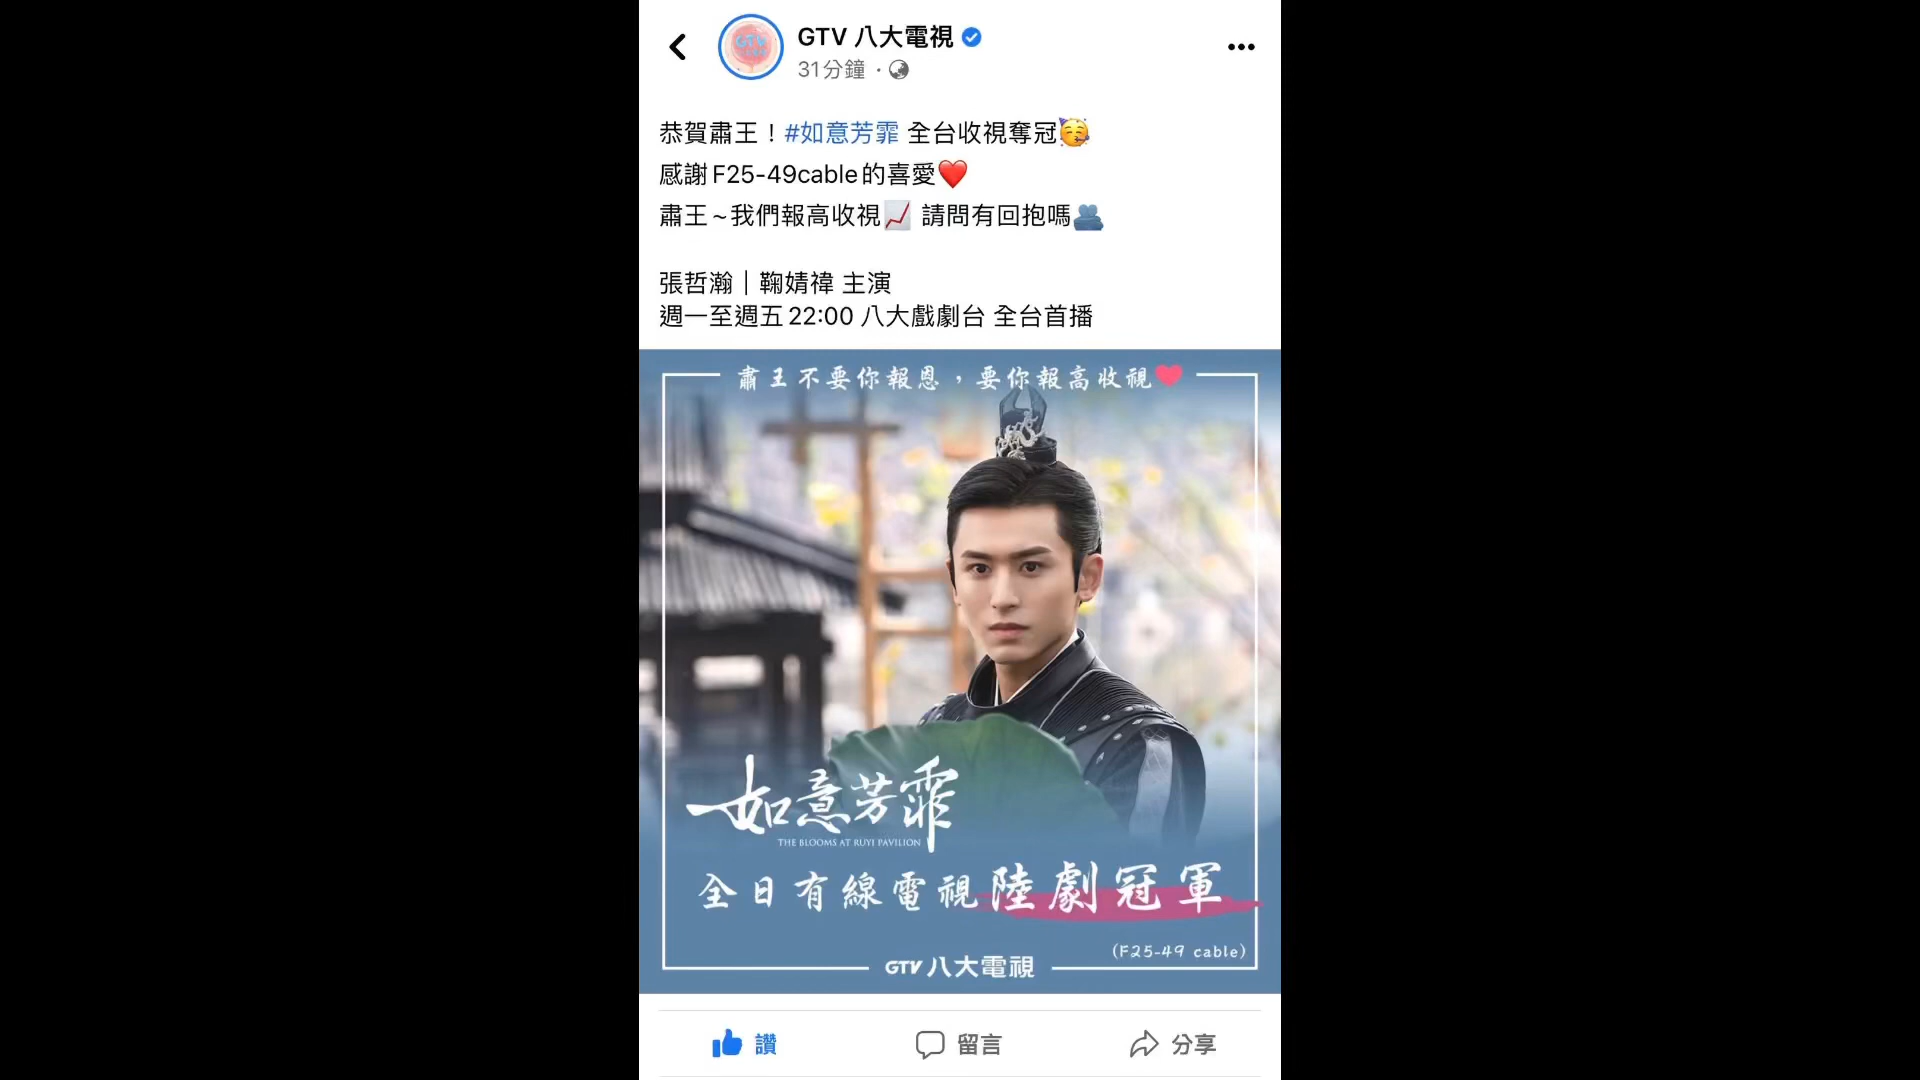 GTV 八大電視
31分鐘 ·
恭賀肅王！#如意芳霏 全台收視奪冠🥳
感謝F25-49cable的喜愛❤️
肅王~我們報高收視📈 請問有回抱嗎🫂
張哲瀚｜鞠婧禕 主演
週一至週五22:00 八大戲劇台 全台首播
肅王不要你報恩，要你報高收視
如意芳霏
THE BLOOMS AT RUYI PAVILION
全日有線電視陸劇冠軍
(F25-49 cable)
GTV 八大電視
讚 留言 分享